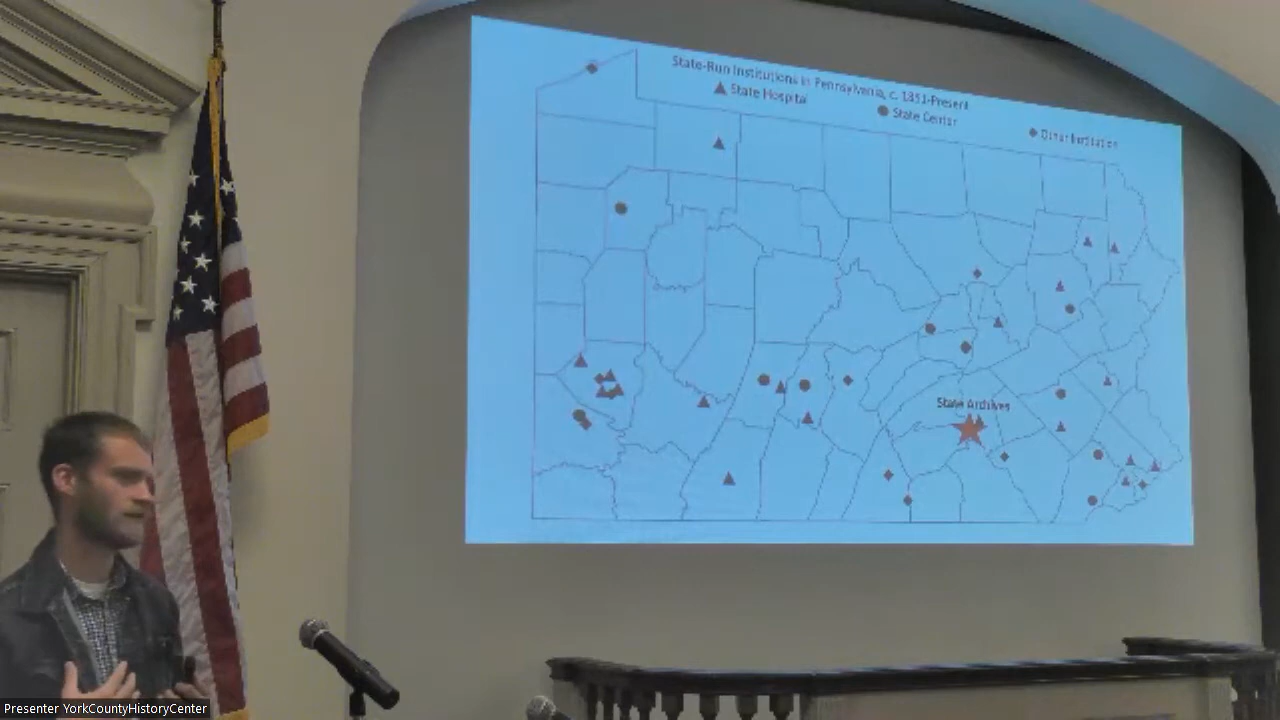 State-Run Institutions in Pennsylvania, c. 1851-Present
State Hospital
State Center
Other Institution
State Archives
Presenter YorkCountyHistoryCenter